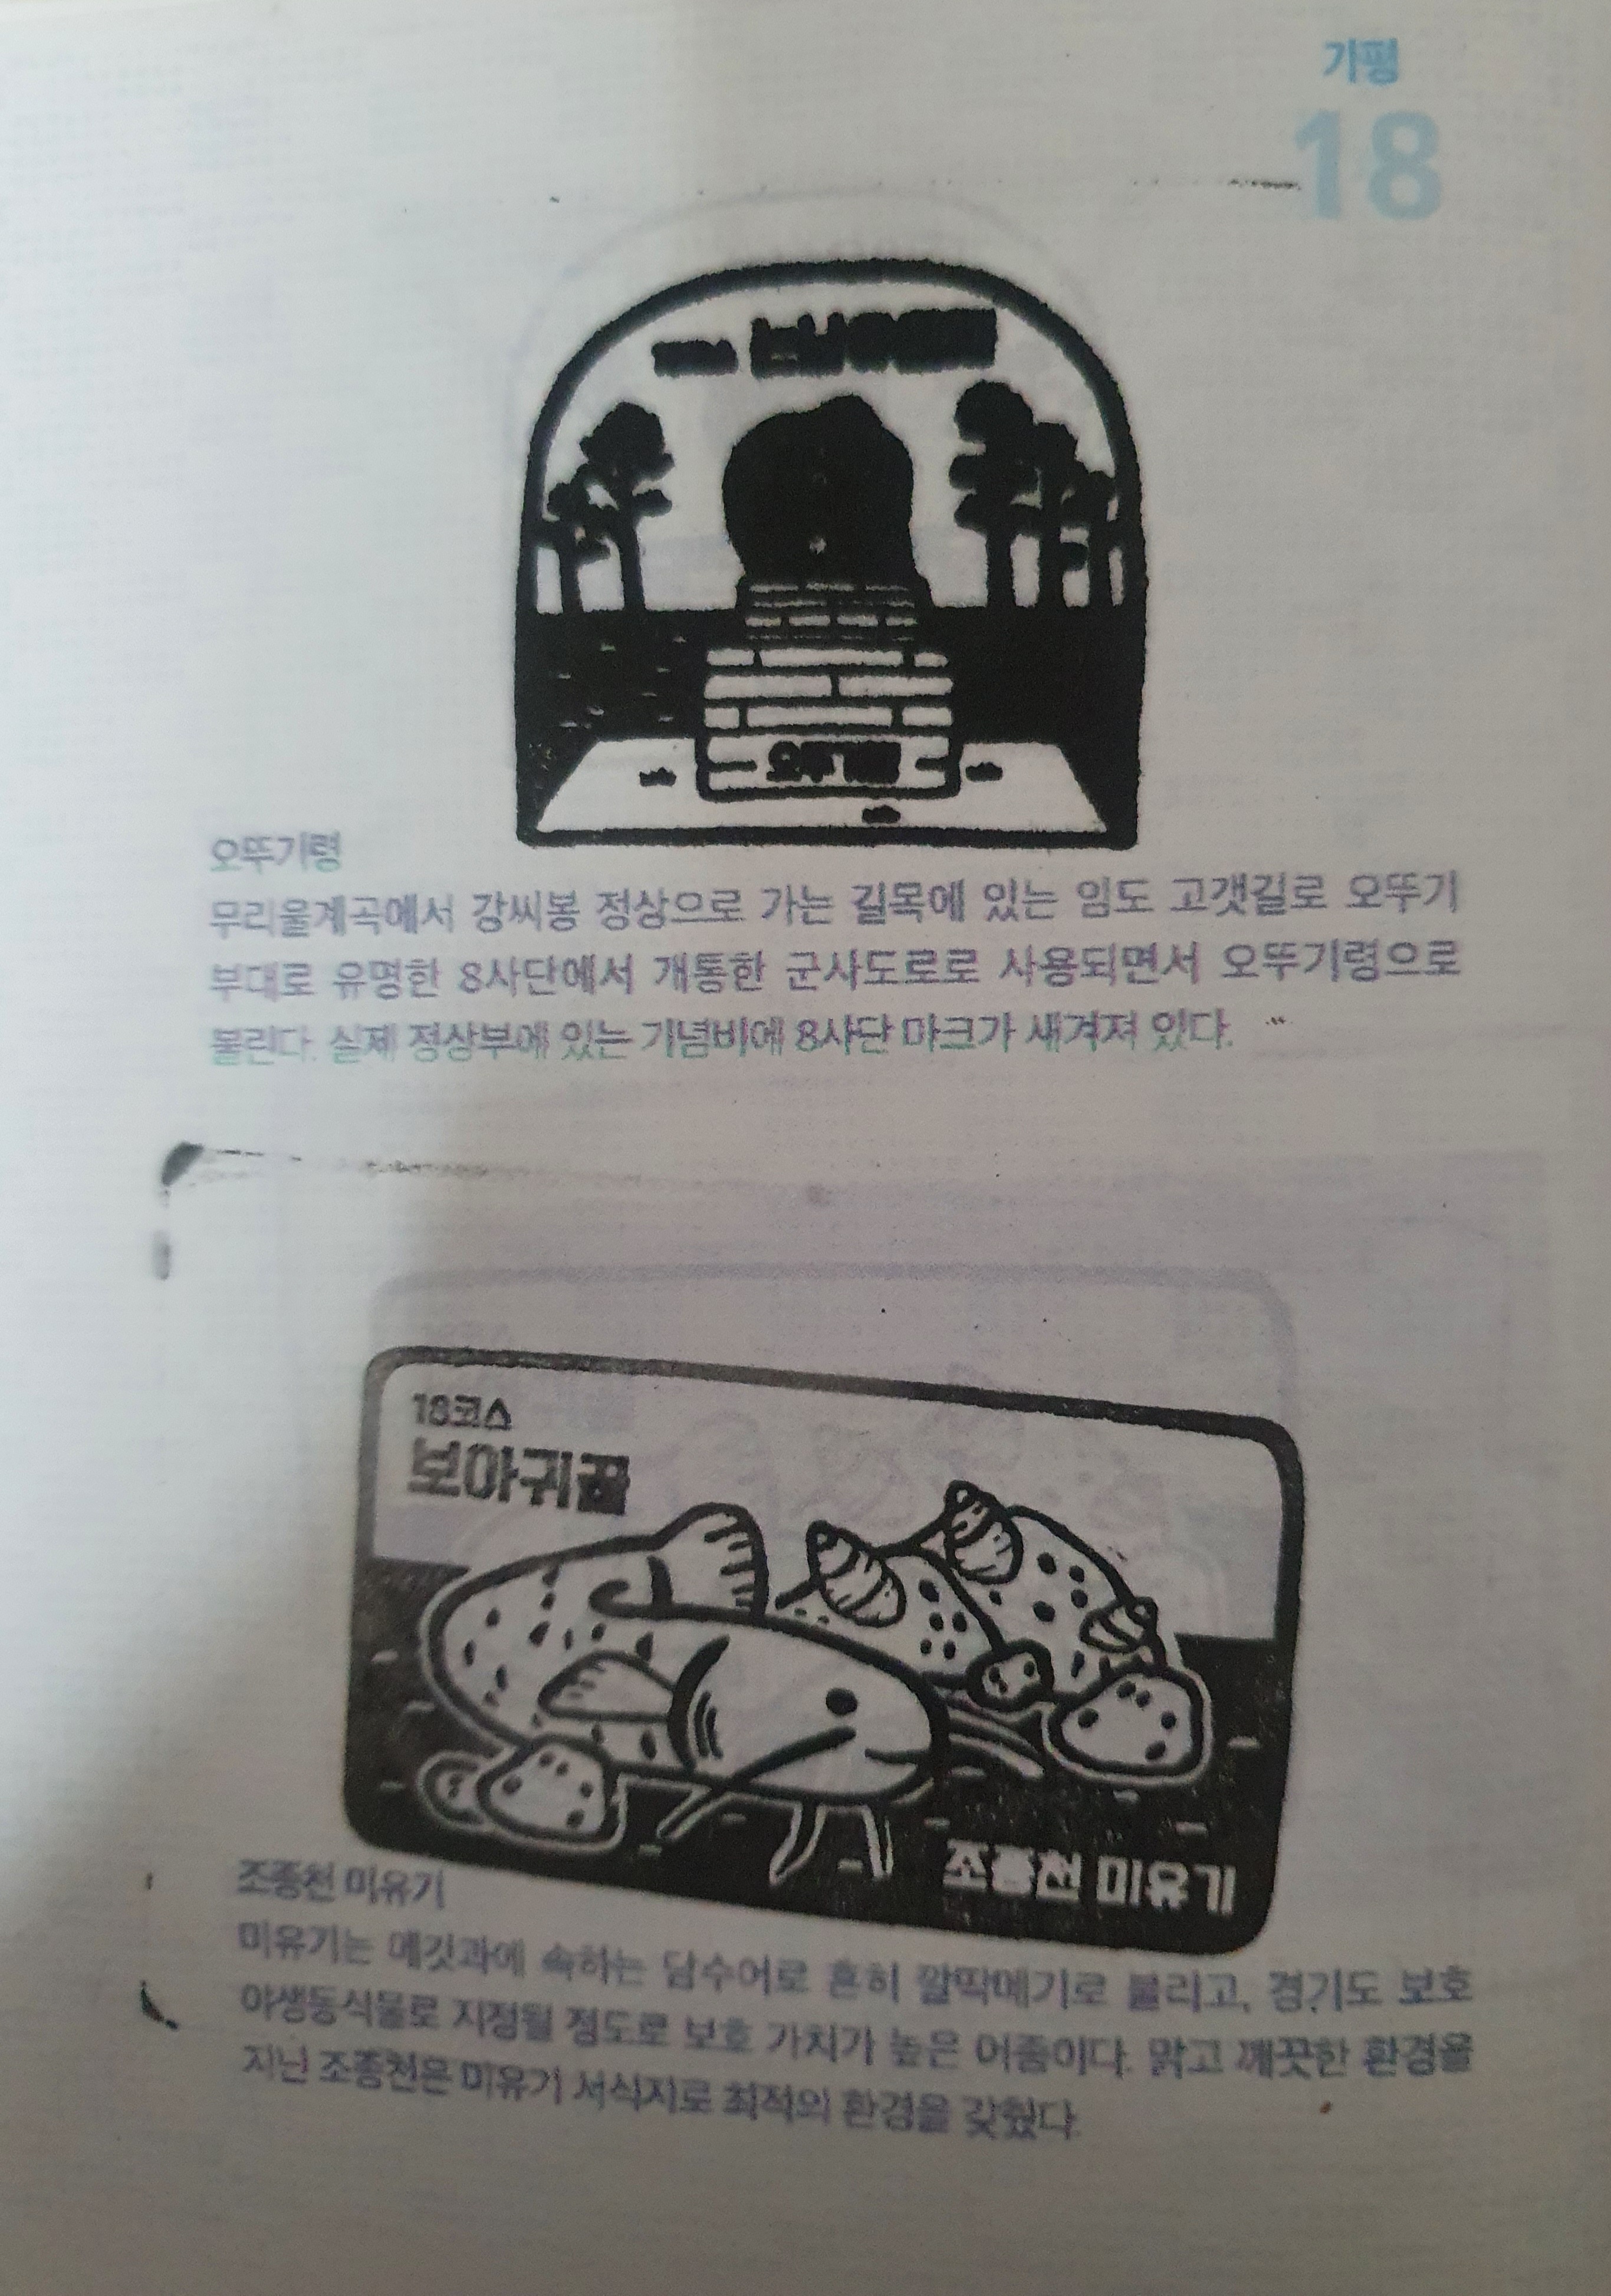 가평
18
오뚜기령
오뚜기령
무리울계곡에서 강씨봉 정상으로 가는 길목에 있는 임도 고갯길로 오뚜기
부대로 유명한 8사단에서 개통한 군사도로로 사용되면서 오뚜기령으로
불린다. 실제 정상부에 있는 기념비에 8사단 마크가 새겨져 있다.
18코스
보아귀골
조종천 미유기
조종천 미유기
미유기는 메깃과에 속하는 담수어로 흔히 깔딱메기로 불리고, 경기도 보호
야생동식물로 지정될 정도로 보호 가치가 높은 어종이다. 맑고 깨끗한 환경을
지닌 조종천은 미유기 서식지로 최적의 환경을 갖췄다.